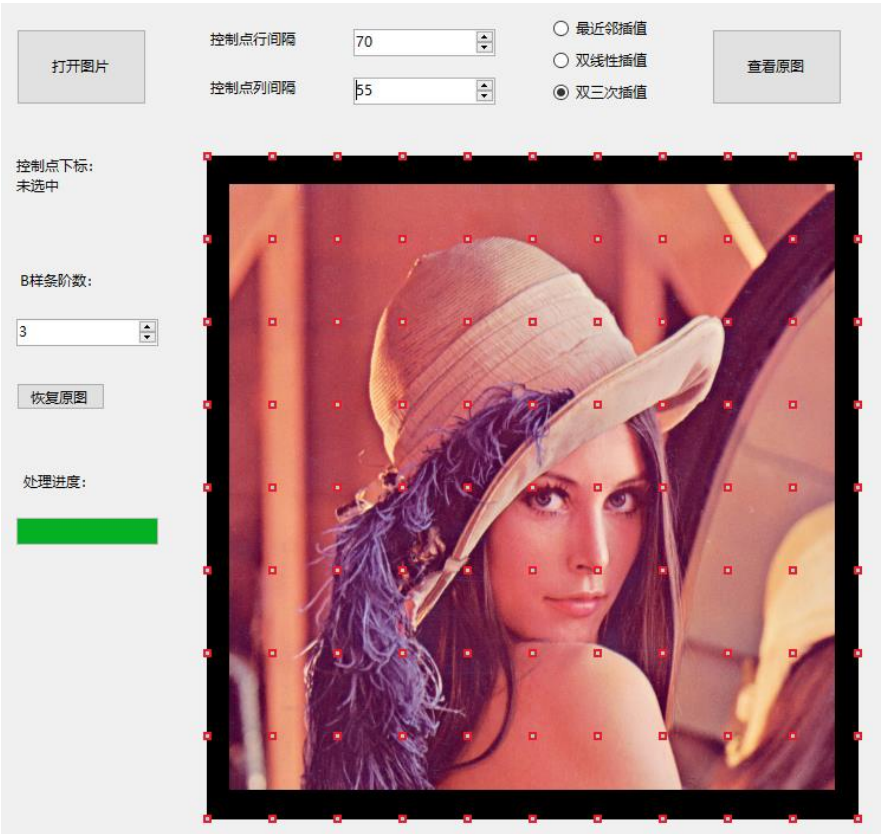 打开图片
控制点行间隔
70
最近邻插值
双线性插值
双三次插值
查看原图
控制点列间隔
55
控制点下标:
未选中
B样条阶数:
3
恢复原图
处理进度: